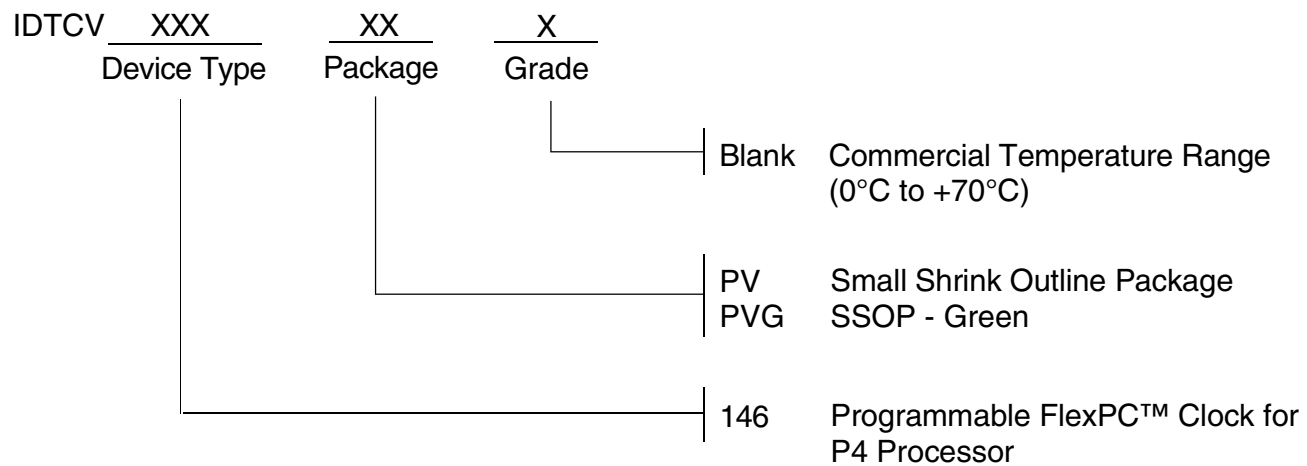 IDTCV XXX XX X
Device Type Package Grade
Blank Commercial Temperature Range
(0°C to +70°C)
PV Small Shrink Outline Package
PVG SSOP - Green
146 Programmable FlexPC™ Clock for
P4 Processor